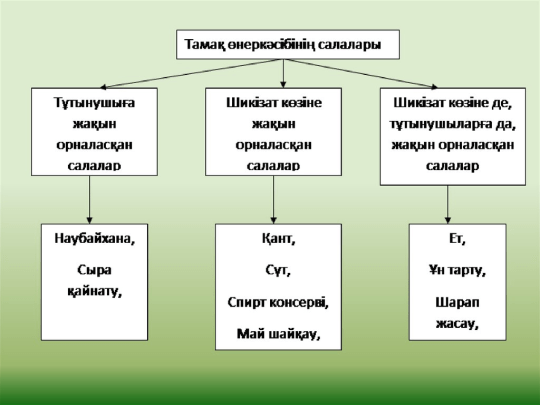 Тамақ өнеркәсібінің салалары
Тұтынушыға
жақын
орналасқан
салалар
Шикізат көзіне
жақын
орналасқан
салалар
Шикізат көзіне де,
тұтынушыларға да,
жақын орналасқан
салалар
Наубайхана,
Сыра
қайнату,
Қант,
Сүт,
Спирт консерві,
Май шайқау,
Ет,
Ұн тарту,
Шарап
жасау,